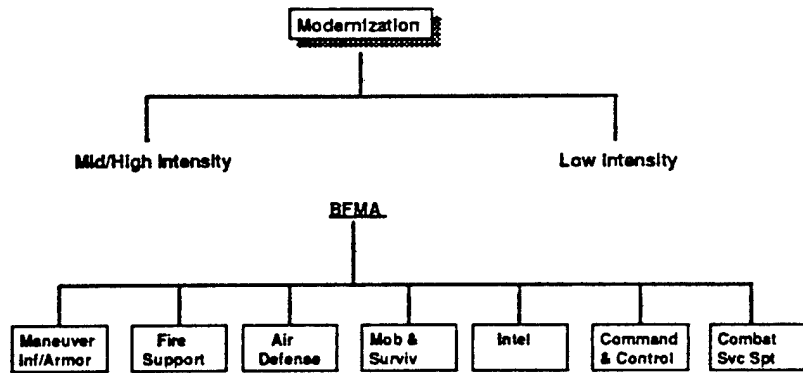 Modernization
Mid/High Intensity
Low Intensity
BFMA
Maneuver
Inf/Armor
Fire
Support
Air
Defense
Mob &
Surviv
Intel
Command
& Control
Combat
Svc Spt